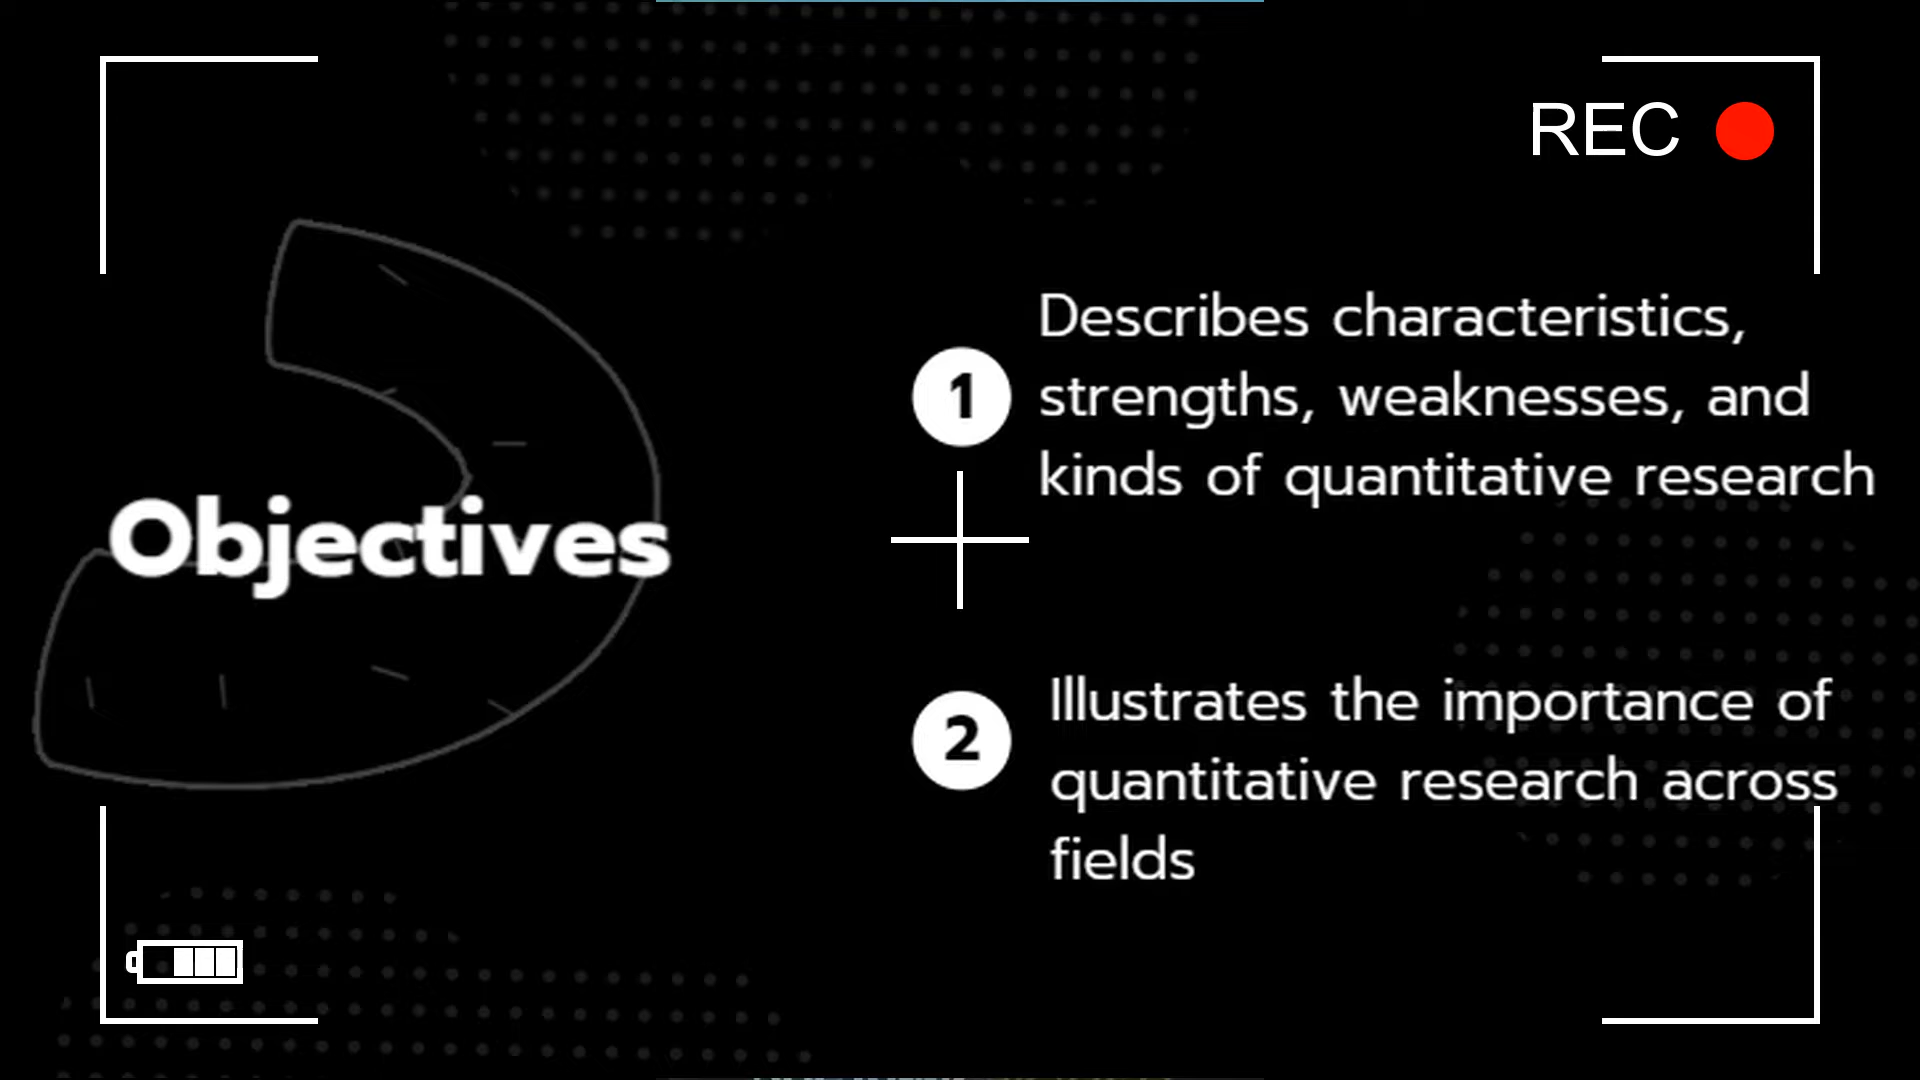 REC
Objectives
1
Describes characteristics,
strengths, weaknesses, and
kinds of quantitative research
2
Illustrates the importance of
quantitative research across
fields